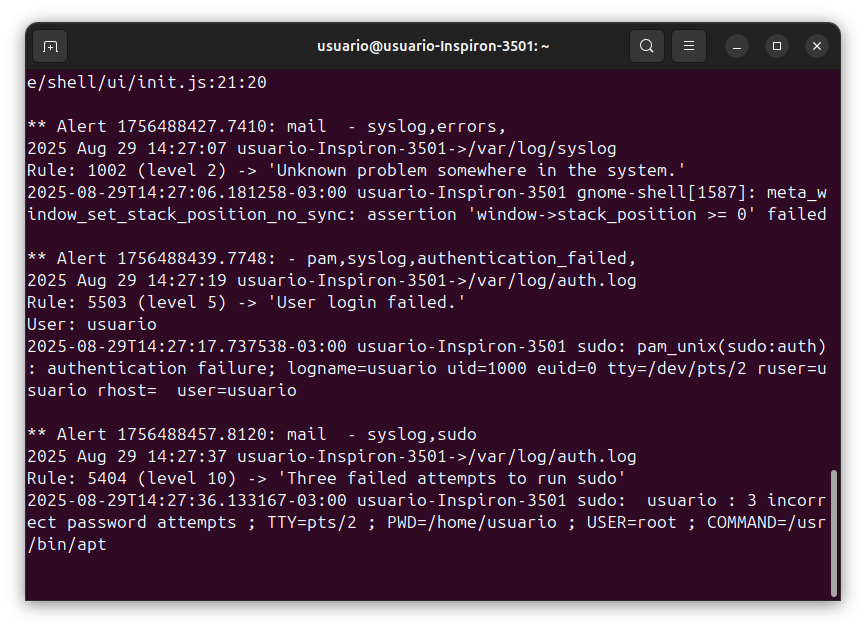 usuario@usuario-Inspiron-3501: ~
e/shell/ui/init.js:21:20
** Alert 1756488427.7410: mail  - syslog,errors,
2025 Aug 29 14:27:07 usuario-Inspiron-3501->/var/log/syslog
Rule: 1002 (level 2) -> 'Unknown problem somewhere in the system.'
2025-08-29T14:27:06.181258-03:00 usuario-Inspiron-3501 gnome-shell[1587]: meta_w
indow_set_stack_position_no_sync: assertion 'window->stack_position >= 0' failed
** Alert 1756488439.7748: - pam,syslog,authentication_failed,
2025 Aug 29 14:27:19 usuario-Inspiron-3501->/var/log/auth.log
Rule: 5503 (level 5) -> 'User login failed.'
User: usuario
2025-08-29T14:27:17.737538-03:00 usuario-Inspiron-3501 sudo: pam_unix(sudo:auth)
: authentication failure; logname=usuario uid=1000 euid=0 tty=/dev/pts/2 ruser=u
suario rhost=  user=usuario
** Alert 1756488457.8120: mail  - syslog,sudo
2025 Aug 29 14:27:37 usuario-Inspiron-3501->/var/log/auth.log
Rule: 5404 (level 10) -> 'Three failed attempts to run sudo'
2025-08-29T14:27:36.133167-03:00 usuario-Inspiron-3501 sudo:  usuario : 3 incorr
ect password attempts ; TTY=pts/2 ; PWD=/home/usuario ; USER=root ; COMMAND=/usr
/bin/apt